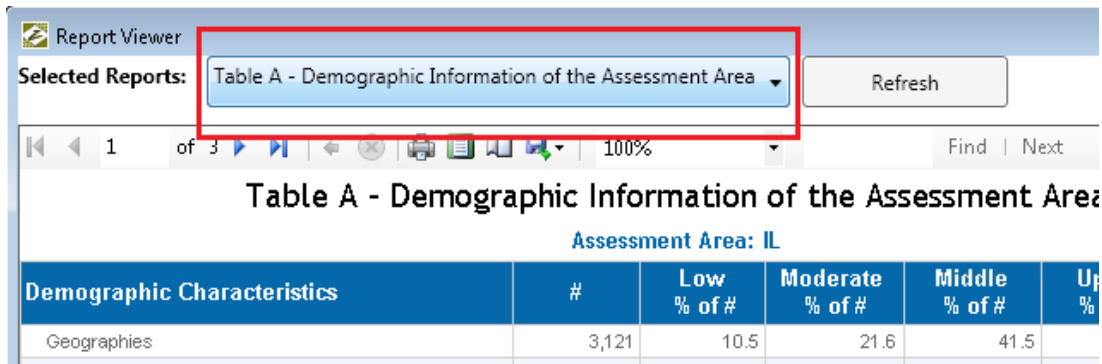 Report Viewer
Selected Reports: Table A - Demographic Information of the Assessment Area Refresh
1 of 3 100% Find | Next
Table A - Demographic Information of the Assessment Area
Assessment Area: IL
Demographic Characteristics # Low % of # Moderate % of # Middle % of # Up %
Geographies 3,121 10.5 21.6 41.5